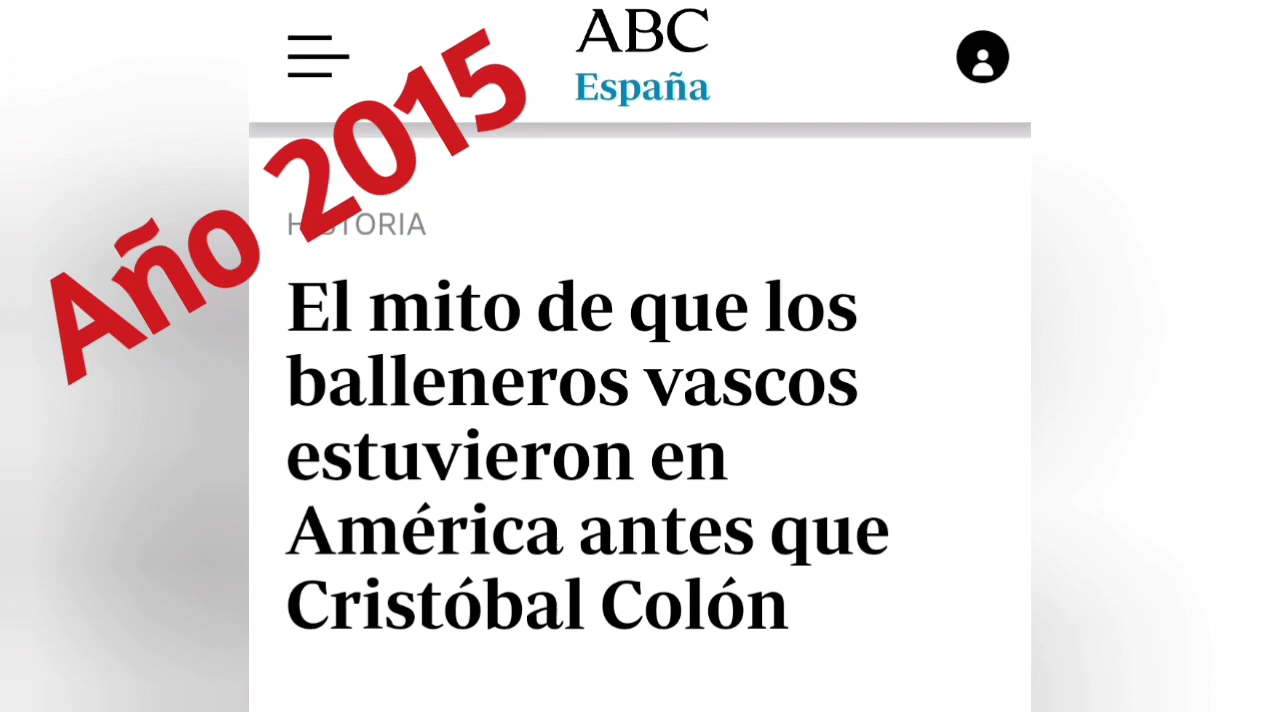 ABC
España
Año 2015
HISTORIA
El mito de que los
balleneros vascos
estuvieron en
América antes que
Cristóbal Colón